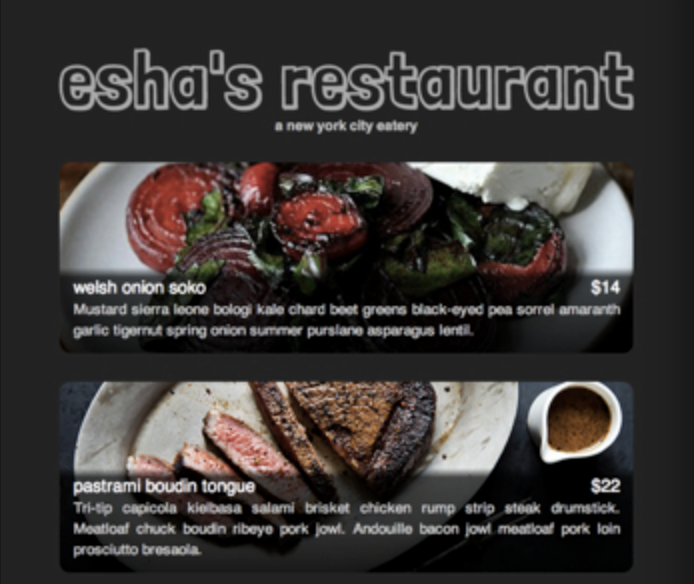 esha's restaurant
a new york city eatery
welsh onion soko $14
Mustard sierra leone bologi kale chard beet greens black-eyed pea sorrel amaranth
garlic tigernut spring onion summer purslane asparagus lentil.
pastrami boudin tongue $22
Tri-tip capicola kielbasa salami brisket chicken rump strip steak drumstick.
Meatloaf chuck boudin ribeye pork jowl. Andouille bacon jowl meatloaf pork loin
prosciutto bresaola.